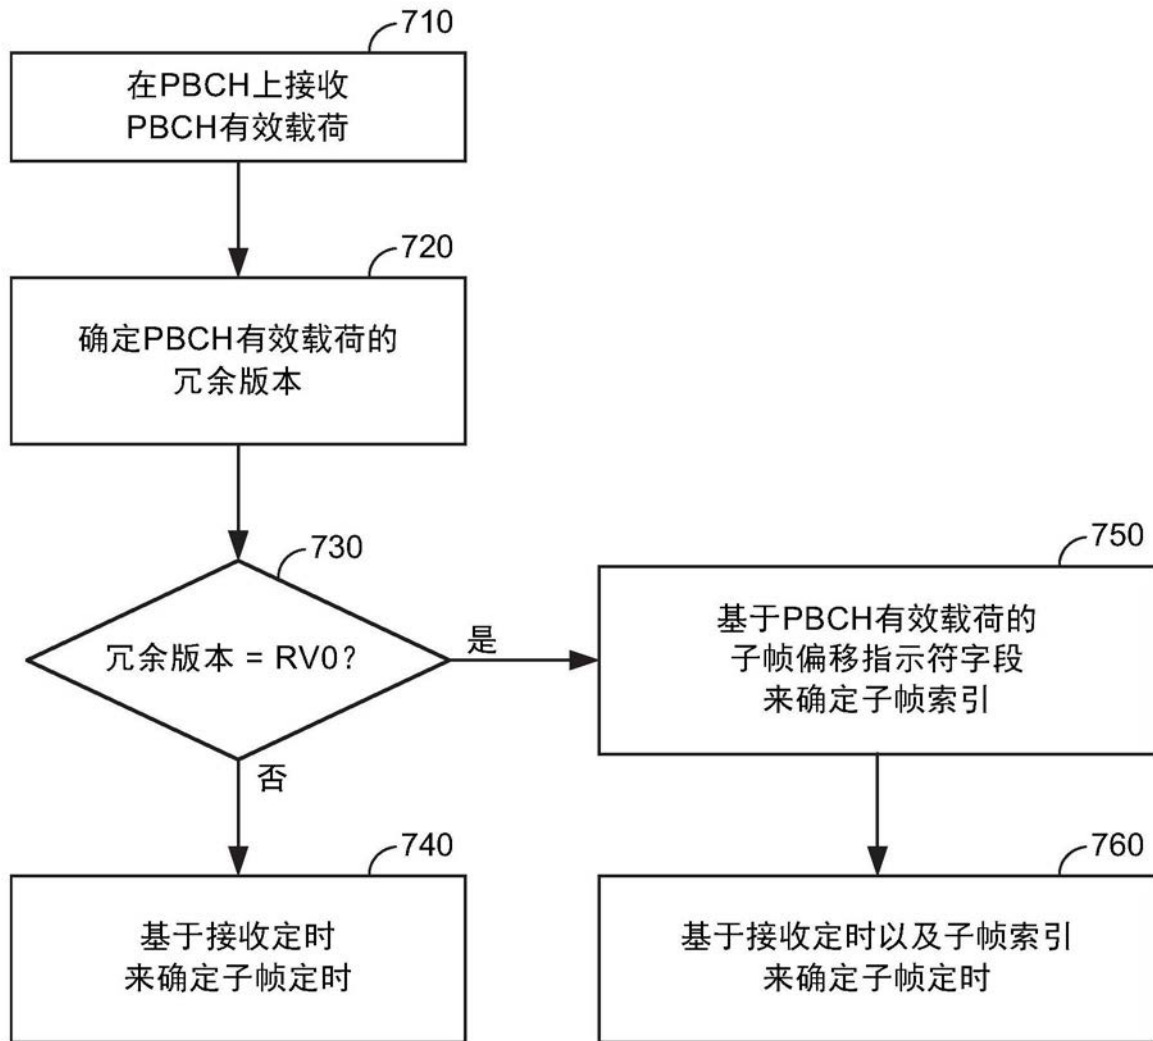 710
在PBCH上接收
PBCH有效载荷
720
确定PBCH有效载荷的
冗余版本
730
冗余版本 = RV0?
是
否
750
基于PBCH有效载荷的
子帧偏移指示符字段
来确定子帧索引
740
基于接收定时
来确定子帧定时
760
基于接收定时以及子帧索引
来确定子帧定时